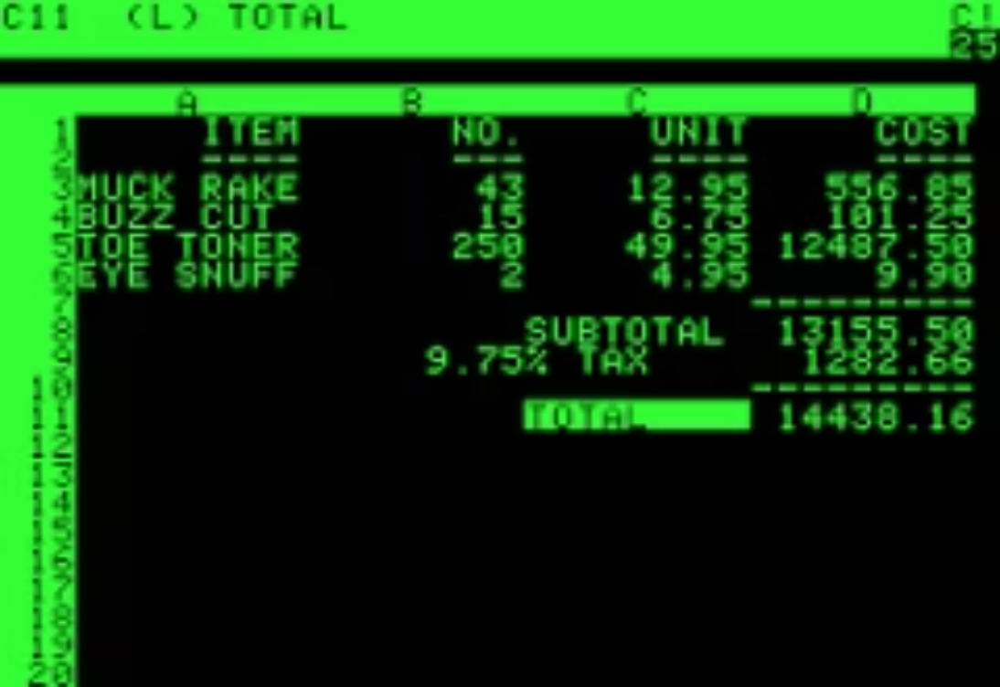 C11 (L) TOTAL C!
25
A B C D
1 ITEM NO. UNIT COST
2 ---- --- ---- ----
3 MUCK RAKE 43 12.95 556.85
4 BUZZ CUT 15 6.75 101.25
5 TOE TONER 250 49.95 12487.50
6 EYE SNUFF 2 4.95 9.90
7 ---------
8 SUBTOTAL 13155.50
9 9.75% TAX 1282.66
10 ---------
11 TOTAL 14438.16
12
13
14
15
16
17
18
19
20